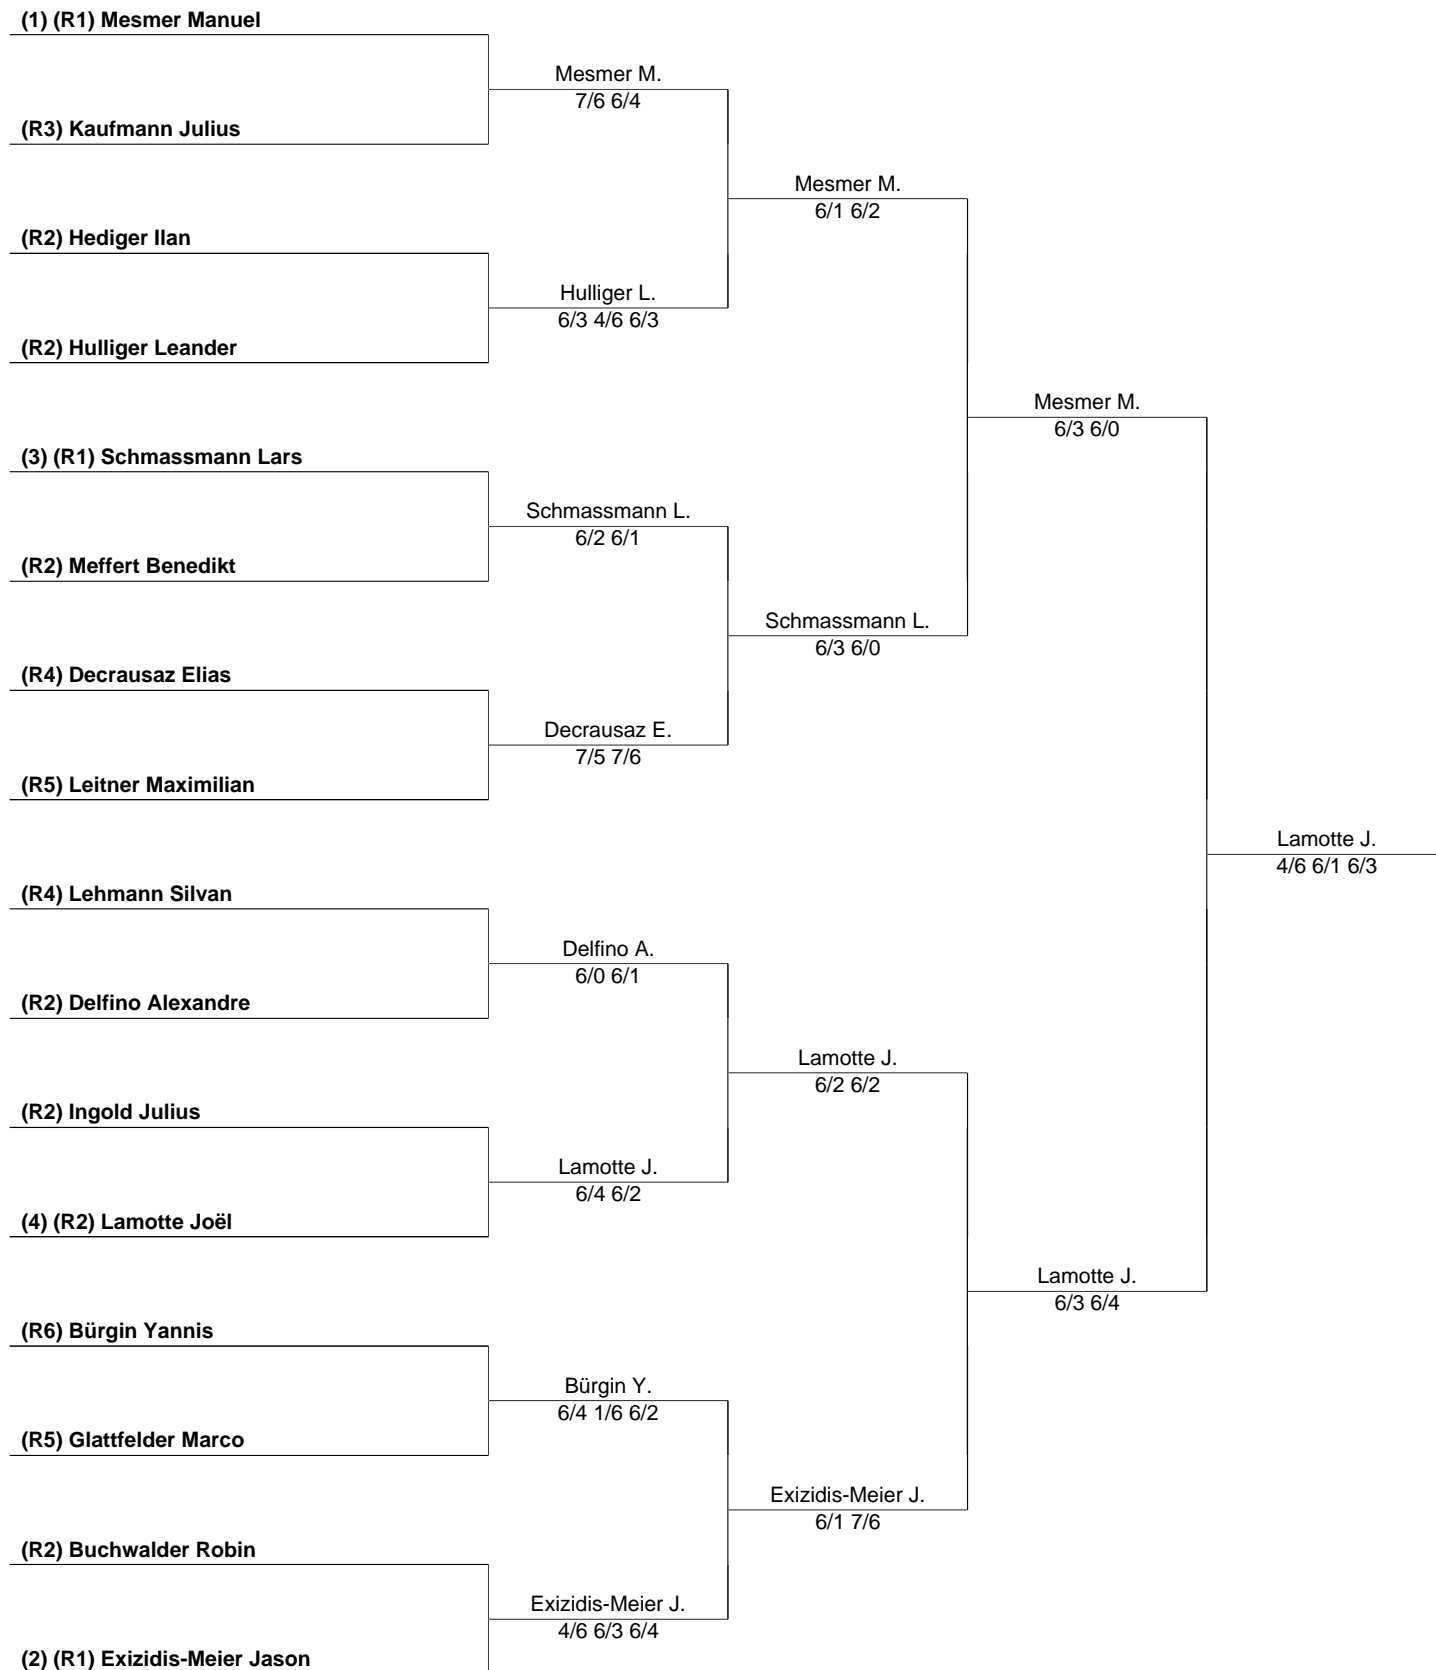 (1) (R1) Mesmer Manuel
Mesmer M.
7/6 6/4
(R3) Kaufmann Julius
Mesmer M.
6/1 6/2
(R2) Hediger Ilan
Hulliger L.
6/3 4/6 6/3
(R2) Hulliger Leander
Mesmer M.
6/3 6/0
(3) (R1) Schmassmann Lars
Schmassmann L.
6/2 6/1
(R2) Meffert Benedikt
Schmassmann L.
6/3 6/0
(R4) Decrausaz Elias
Decrausaz E.
7/5 7/6
(R5) Leitner Maximilian
Lamotte J.
4/6 6/1 6/3
(R4) Lehmann Silvan
Delfino A.
6/0 6/1
(R2) Delfino Alexandre
Lamotte J.
6/2 6/2
(R2) Ingold Julius
Lamotte J.
6/4 6/2
(4) (R2) Lamotte Joël
Lamotte J.
6/3 6/4
(R6) Bürgin Yannis
Bürgin Y.
6/4 1/6 6/2
(R5) Glattfelder Marco
Exizidis-Meier J.
6/1 7/6
(R2) Buchwalder Robin
Exizidis-Meier J.
4/6 6/3 6/4
(2) (R1) Exizidis-Meier Jason